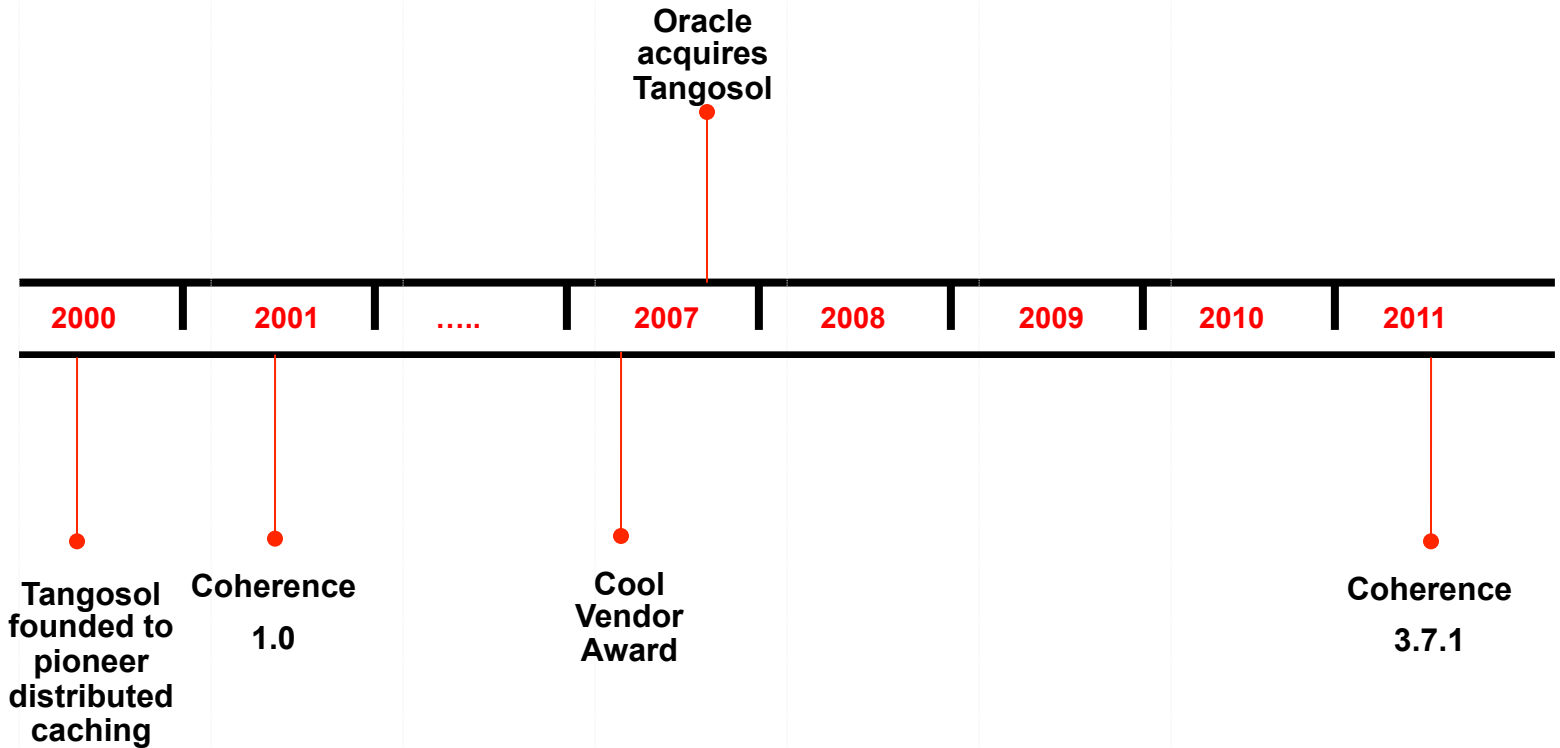 Oracle
acquires
Tangosol
2000 2001 ..... 2007 2008 2009 2010 2011
Tangosol
founded to
pioneer
distributed
caching
Coherence
1.0
Cool
Vendor
Award
Coherence
3.7.1